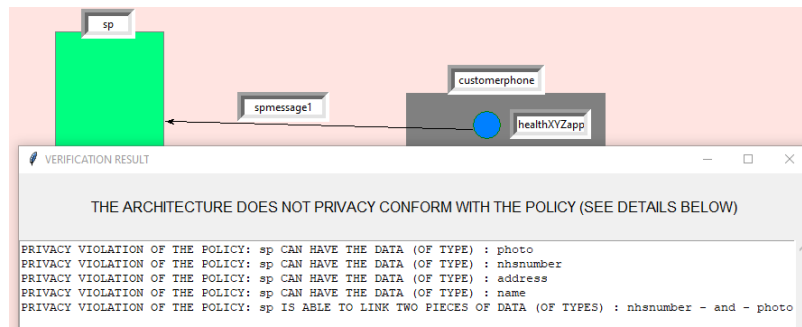 sp
customerphone
spmessage1
healthXYZapp
VERIFICATION RESULT
THE ARCHITECTURE DOES NOT PRIVACY CONFORM WITH THE POLICY (SEE DETAILS BELOW)
PRIVACY VIOLATION OF THE POLICY: sp CAN HAVE THE DATA (OF TYPE) : photo
PRIVACY VIOLATION OF THE POLICY: sp CAN HAVE THE DATA (OF TYPE) : nhsnumber
PRIVACY VIOLATION OF THE POLICY: sp CAN HAVE THE DATA (OF TYPE) : address
PRIVACY VIOLATION OF THE POLICY: sp CAN HAVE THE DATA (OF TYPE) : name
PRIVACY VIOLATION OF THE POLICY: sp IS ABLE TO LINK TWO PIECES OF DATA (OF TYPES) : nhsnumber - and - photo